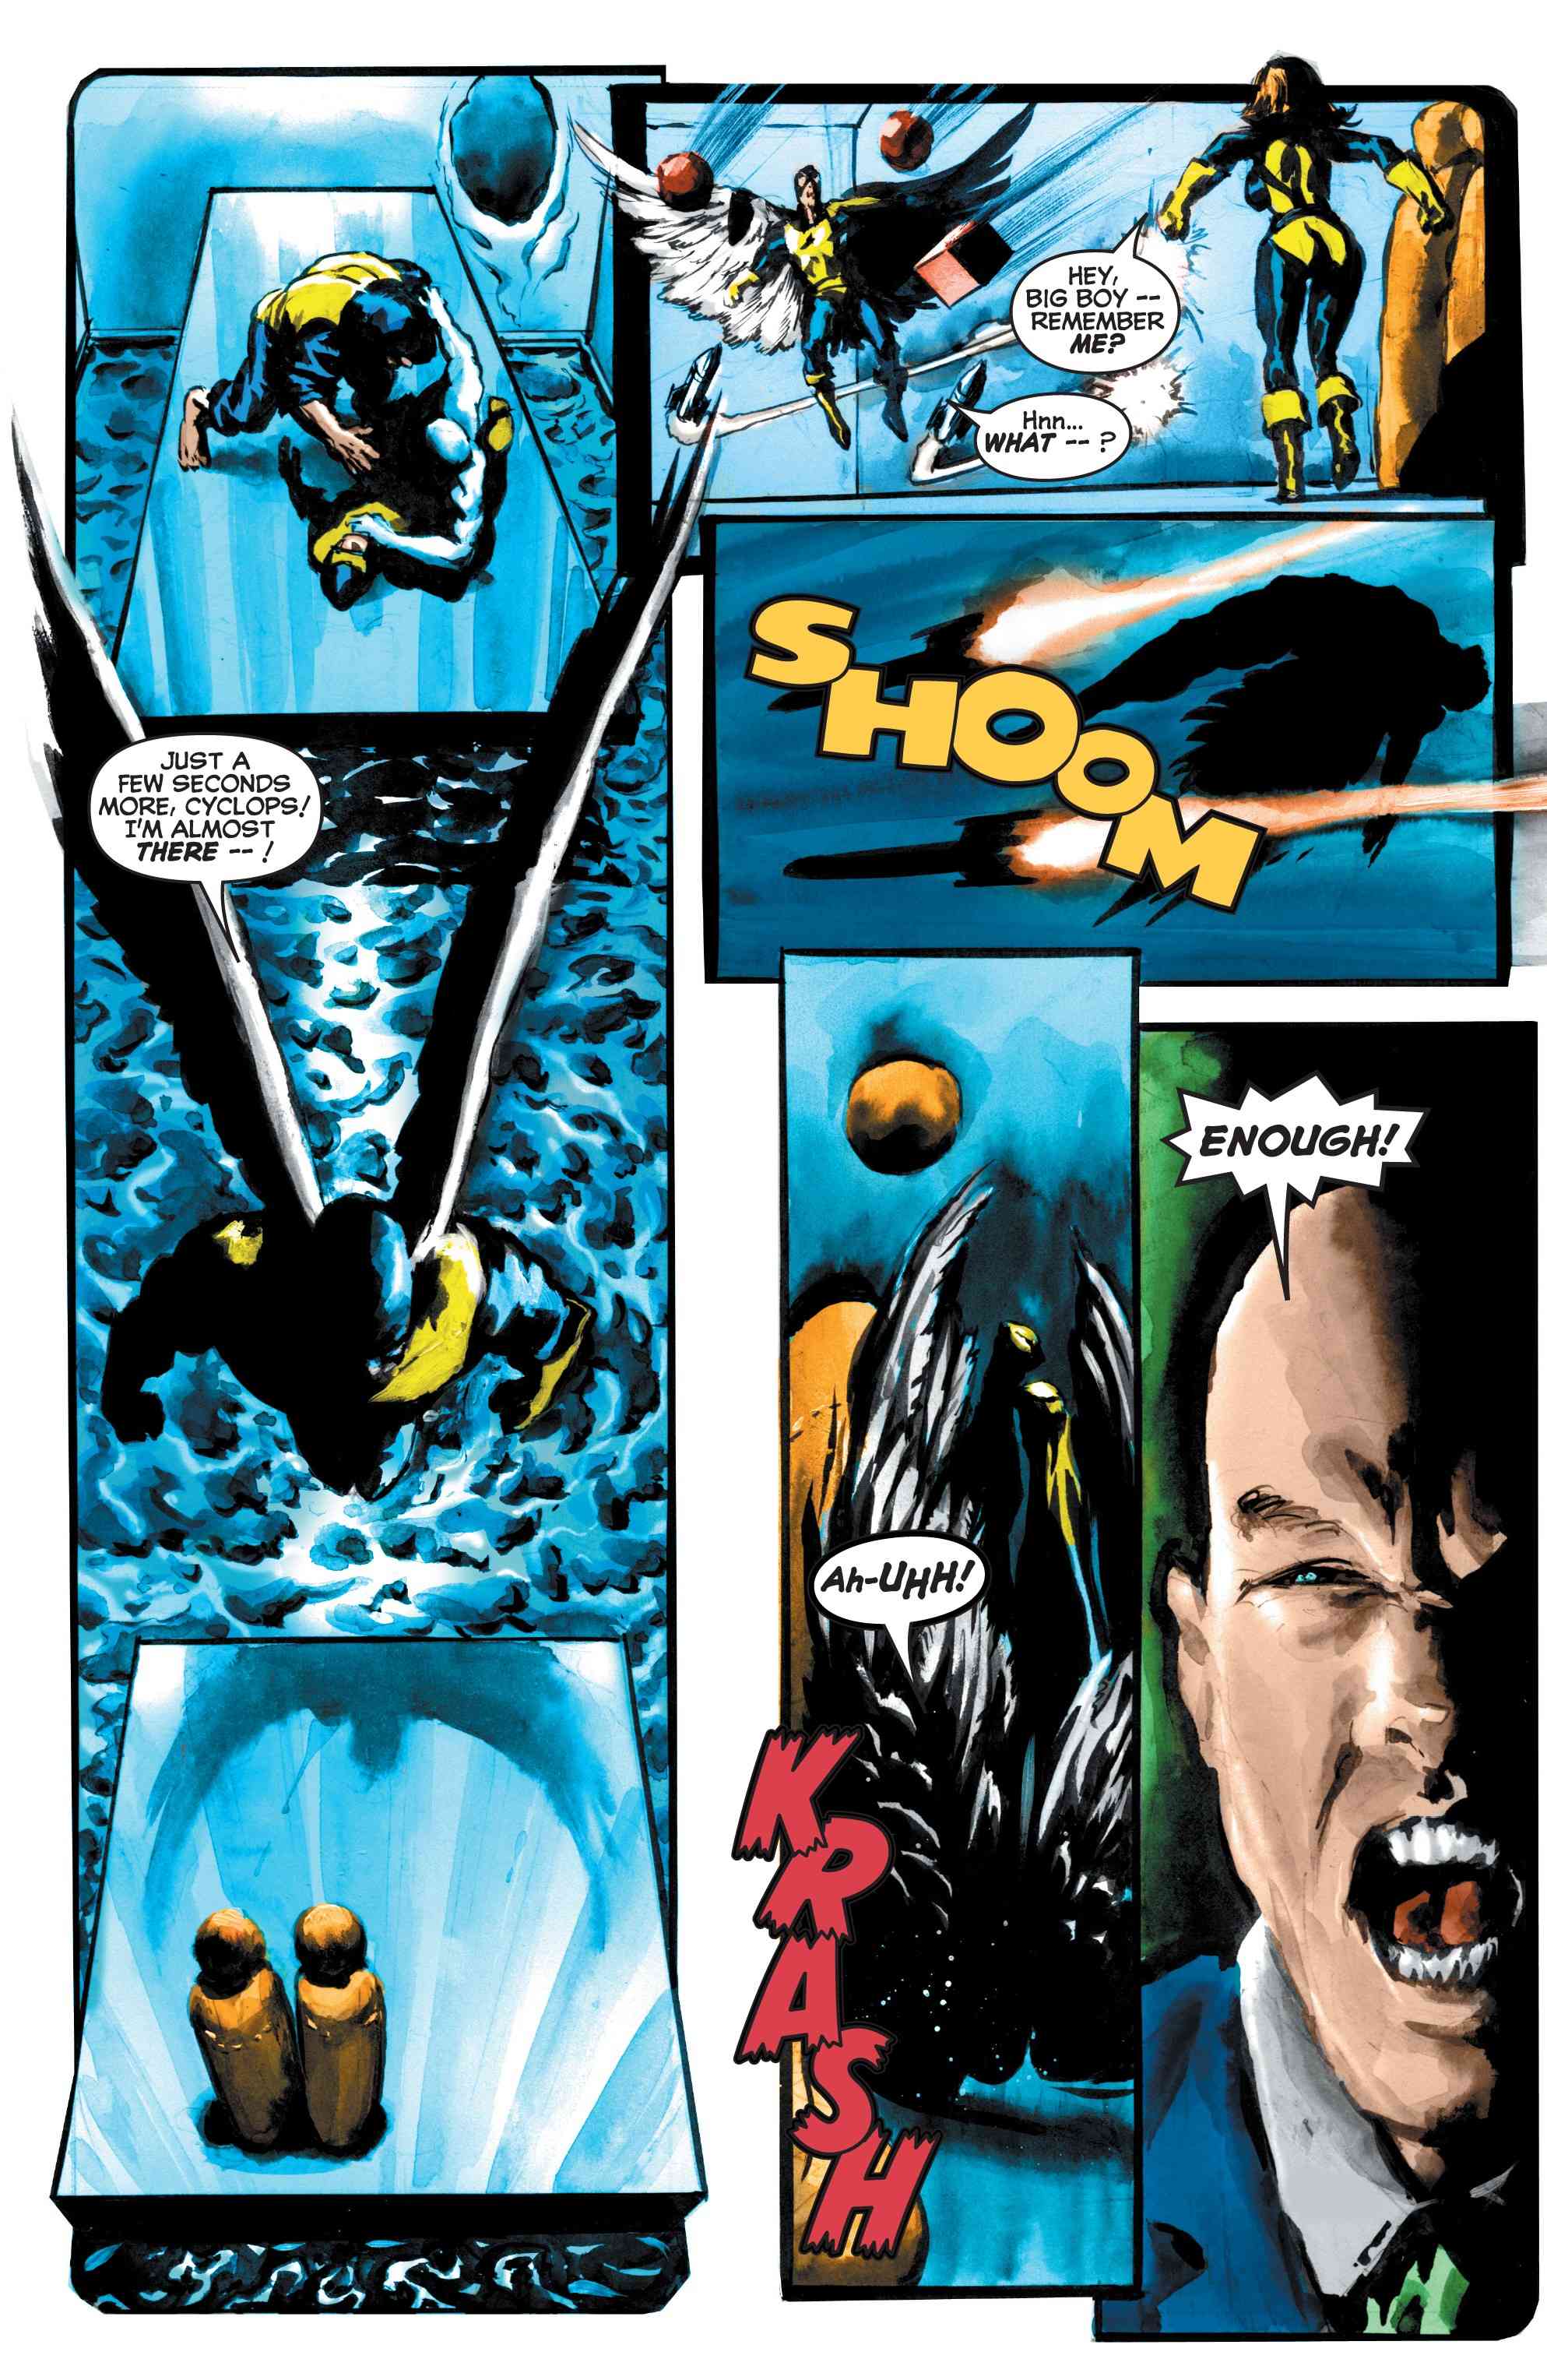 JUST A
FEW SECONDS
MORE, CYCLOPS!
I'M ALMOST
THERE -- !
HEY,
BIG BOY --
REMEMBER
ME?
Hnn...
WHAT -- ?
SHOOM
Ah-UHH!
KRASH
ENOUGH!